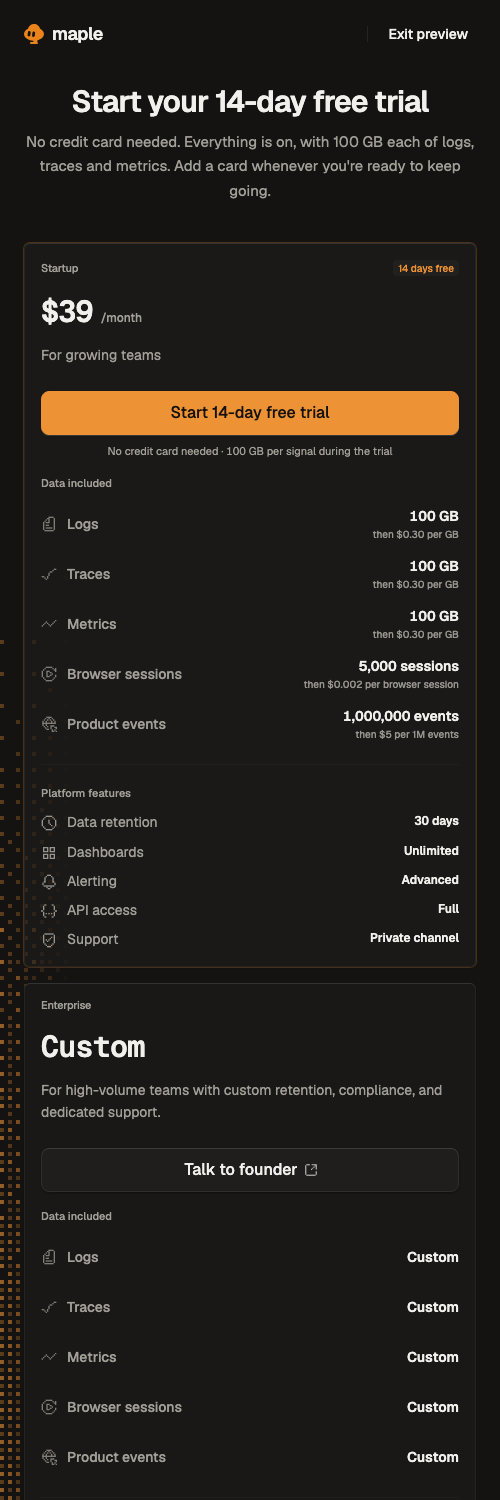 maple
Exit preview
Start your 14-day free trial
No credit card needed. Everything is on, with 100 GB each of logs,
traces and metrics. Add a card whenever you're ready to keep
going.
Startup
14 days free
$39 /month
For growing teams
Start 14-day free trial
No credit card needed · 100 GB per signal during the trial
Data included
Logs
100 GB
then $0.30 per GB
Traces
100 GB
then $0.30 per GB
Metrics
100 GB
then $0.30 per GB
Browser sessions
5,000 sessions
then $0.002 per browser session
Product events
1,000,000 events
then $5 per 1M events
Platform features
Data retention
30 days
Dashboards
Unlimited
Alerting
Advanced
API access
Full
Support
Private channel
Enterprise
Custom
For high-volume teams with custom retention, compliance, and
dedicated support.
Talk to founder
Data included
Logs
Custom
Traces
Custom
Metrics
Custom
Browser sessions
Custom
Product events
Custom